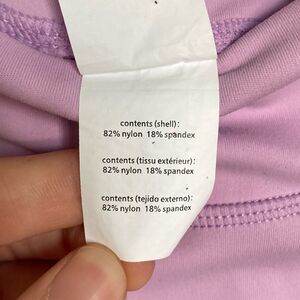 contents (shell):
82% nylon 18% spandex
contents (tissu extérieur):
82% nylon 18% spandex
contents (tejido externo):
82% nylon 18% spandex